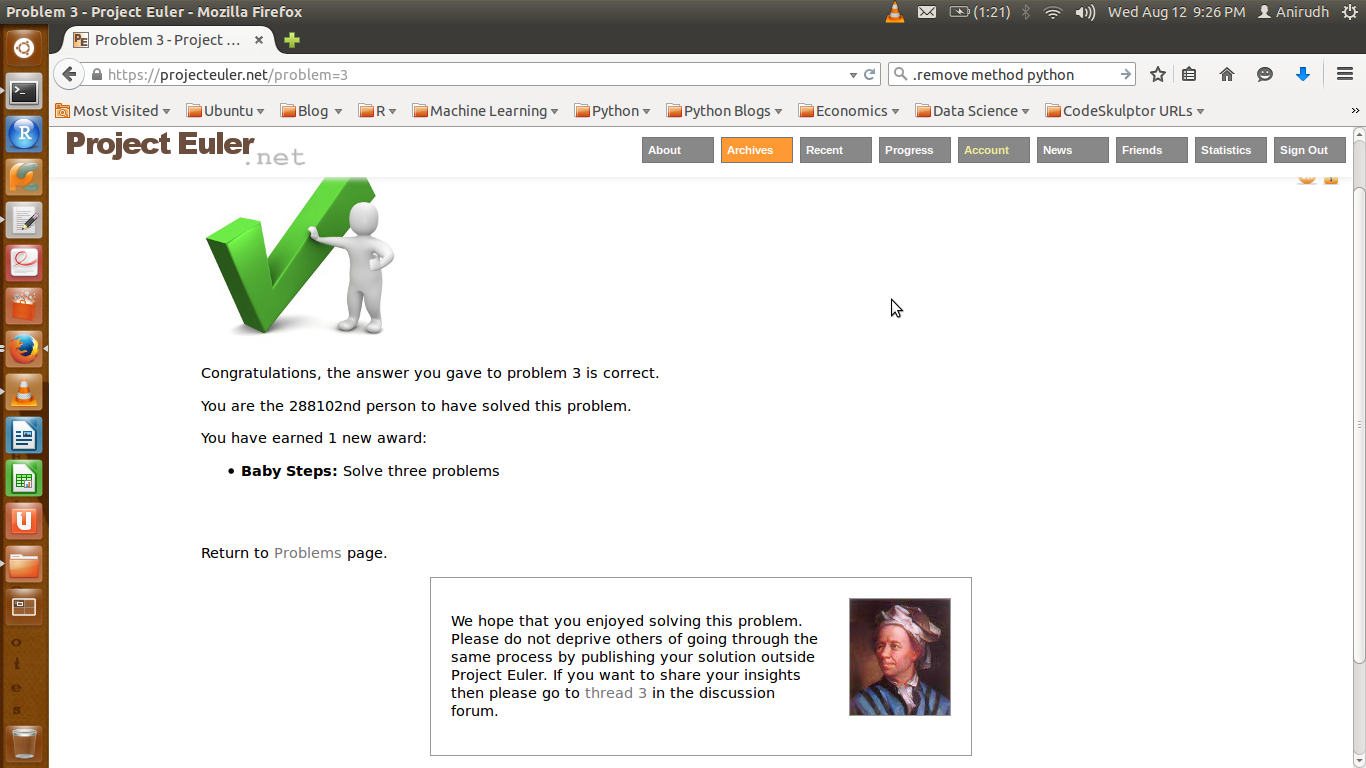 Problem 3 - Project Euler - Mozilla Firefox
(1:21)
Wed Aug 12 9:26 PM
Anirudh
PE
Problem 3 - Project ...
https://projecteuler.net/problem=3
.remove method python
Most Visited
Ubuntu
Blog
R
Machine Learning
Python
Python Blogs
Economics
Data Science
CodeSkulptor URLs
»
Project Euler
.net
About
Archives
Recent
Progress
Account
News
Friends
Statistics
Sign Out
Congratulations, the answer you gave to problem 3 is correct.
You are the 288102nd person to have solved this problem.
You have earned 1 new award:
• Baby Steps: Solve three problems
Return to Problems page.
We hope that you enjoyed solving this problem.
Please do not deprive others of going through the
same process by publishing your solution outside
Project Euler. If you want to share your insights
then please go to thread 3 in the discussion
forum.
R
U
o
t
e
s